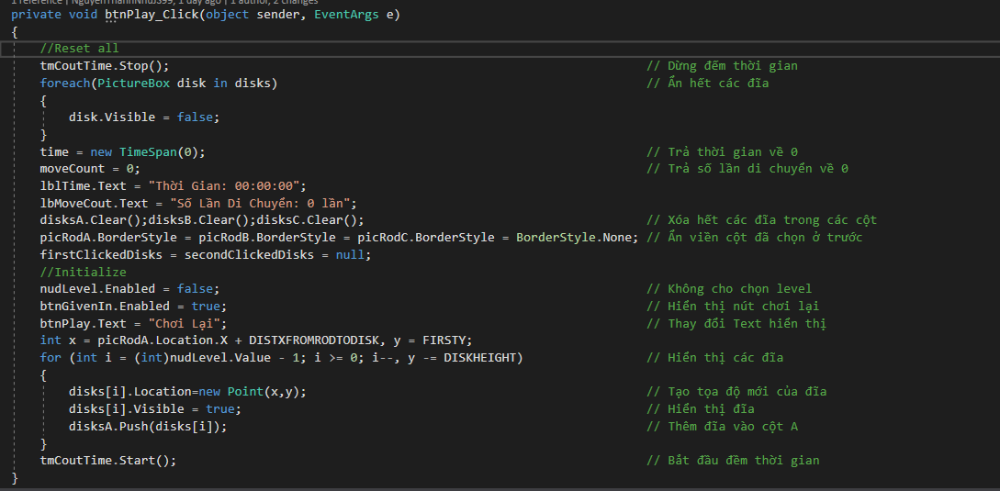 1 reference | NguyenThanhNhu3399, 1 day ago | 1 author, 2 changes
private void btnPlay_Click(object sender, EventArgs e)
{
//Reset all
tmCoutTime.Stop(); // Dừng đếm thời gian
foreach(PictureBox disk in disks) // Ẩn hết các đĩa
{
disk.Visible = false;
}
time = new TimeSpan(0); // Trả thời gian về 0
moveCount = 0; // Trả số lần di chuyển về 0
lblTime.Text = "Thời Gian: 00:00:00";
lbMoveCout.Text = "Số Lần Di Chuyển: 0 lần";
disksA.Clear();disksB.Clear();disksC.Clear(); // Xóa hết các đĩa trong các cột
picRodA.BorderStyle = picRodB.BorderStyle = picRodC.BorderStyle = BorderStyle.None; // Ẩn viền cột đã chọn ở trước
firstClickedDisks = secondClickedDisks = null;
//Initialize
nudLevel.Enabled = false; // Không cho chọn level
btnGivenIn.Enabled = true; // Hiển thị nút chơi lại
btnPlay.Text = "Chơi Lại"; // Thay đổi Text hiển thị
int x = picRodA.Location.X + DISTXFROMRODTODISK, y = FIRSTY;
for (int i = (int)nudLevel.Value - 1; i >= 0; i--, y -= DISKHEIGHT) // Hiển thị các đĩa
{
disks[i].Location=new Point(x,y); // Tạo tọa độ mới của đĩa
disks[i].Visible = true; // Hiển thị đĩa
disksA.Push(disks[i]); // Thêm đĩa vào cột A
}
tmCoutTime.Start(); // Bắt đầu đềm thời gian
}